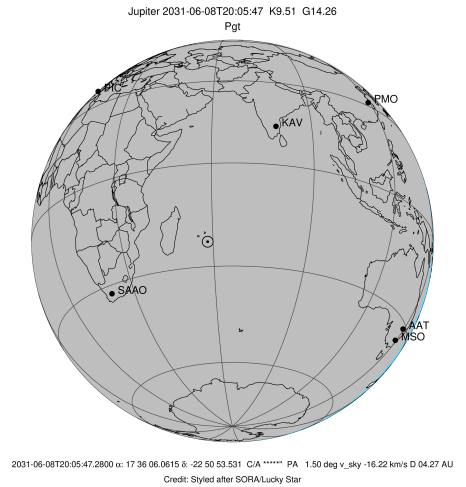 Jupiter 2031-06-08T20:05:47 K9.51 G14.26
Pgt
PIC
PMO
KAV
SAAO
AAT
MSO
2031-06-08T20:05:47.2800 α: 17 36 06.0615 δ: -22 50 53.531 C/A *****" PA 1.50 deg v_sky -16.22 km/s D 04.27 AU
Credit: Styled after SORA/Lucky Star